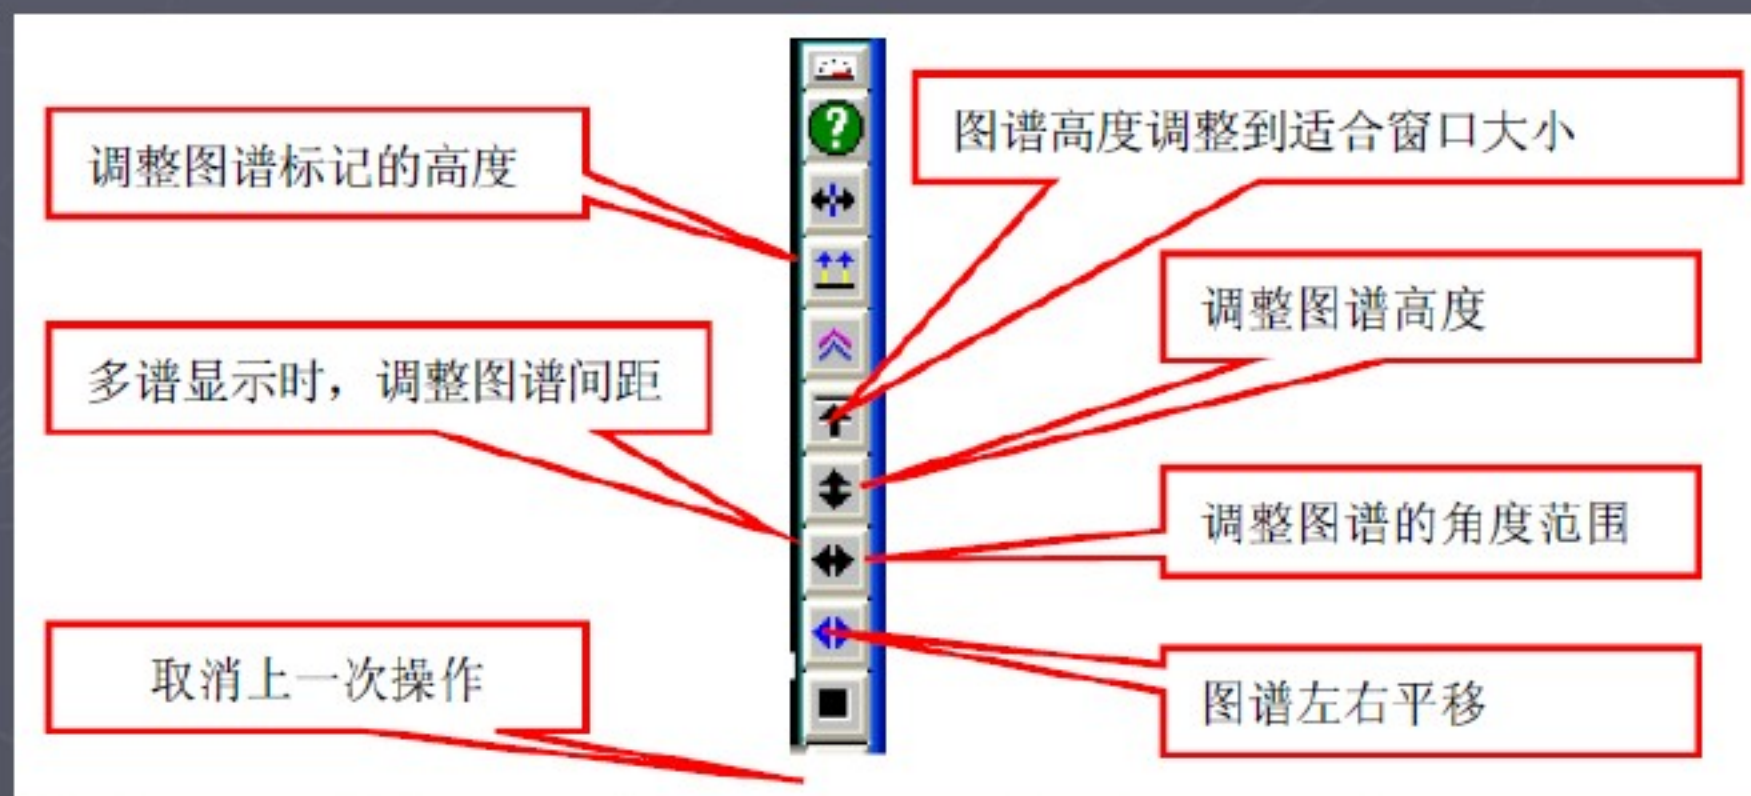 调整图谱标记的高度
多谱显示时，调整图谱间距
取消上一次操作
?
图谱高度调整到适合窗口大小
调整图谱高度
调整图谱的角度范围
图谱左右平移